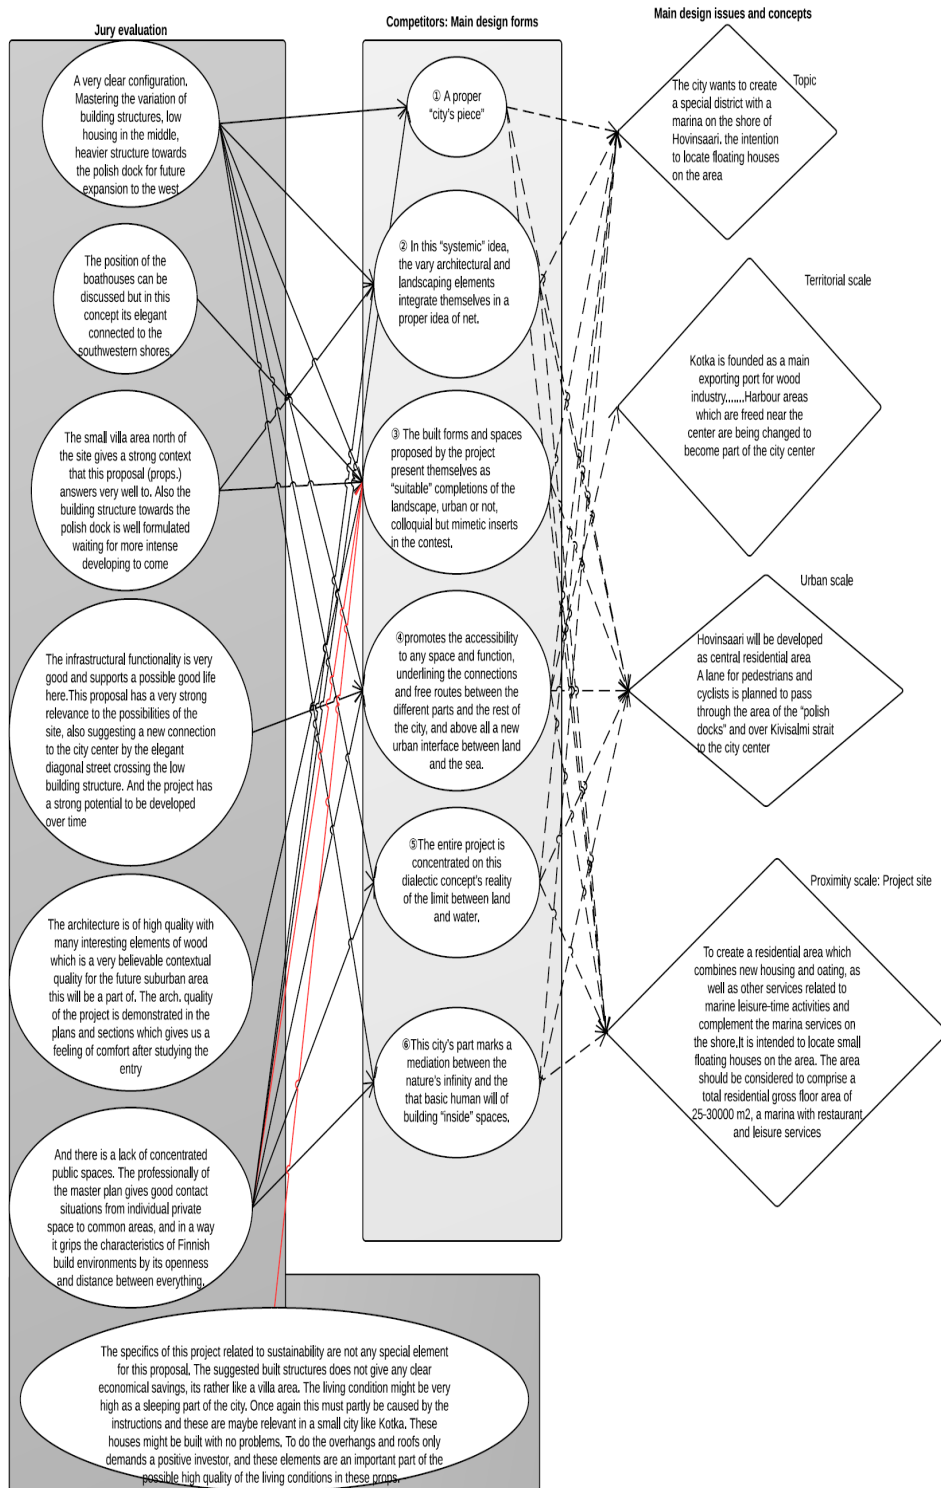 Jury evaluation
A very clear configuration.
Mastering the variation of
building structures, low
housing in the middle,
heavier structure towards
the polish dock for future
expansion to the west
The position of the
boathouses can be
discussed but in this
concept its elegant
connected to the
southwestern shores.
The small villa area north of
the site gives a strong context
that this proposal (props.)
answers very well to. Also the
building structure towards the
polish dock is well formulated
waiting for more intense
developing to come
The infrastructural functionality is very
good and supports a possible good life
here.This proposal has a very strong
relevance to the possibilities of the
site, also suggesting a new connection
to the city center by the elegant
diagonal street crossing the low
building structure. And the project has
a strong potential to be developed
over time
The architecture is of high quality with
many interesting elements of wood
which is a very believable contextual
quality for the future suburban area
this will be a part of. The arch. quality
of the project is demonstrated in the
plans and sections which gives us a
feeling of comfort after studying the
entry
And there is a lack of concentrated
public spaces. The professionally of
the master plan gives good contact
situations from individual private
space to common areas, and in a way
it grips the characteristics of Finnish
build environments by its openness
and distance between everything.
The specifics of this project related to sustainability are not any special element
for this proposal. The suggested built structures does not give any clear
economical savings, its rather like a villa area. The living condition might be very
high as a sleeping part of the city. Once again this must partly be caused by the
instructions and these are maybe relevant in a small city like Kotka. These
houses might be built with no problems. To do the overhangs and roofs only
demands a positive investor, and these elements are an important part of the
possible high quality of the living conditions in these props.
Competitors: Main design forms
① A proper
“city’s piece”
② In this “systemic” idea,
the vary architectural and
landscaping elements
integrate themselves in a
proper idea of net.
③ The built forms and spaces
proposed by the project
present themselves as
“suitable” completions of the
landscape, urban or not,
colloquial but mimetic inserts
in the contest.
④promotes the accessibility
to any space and function,
underlining the connections
and free routes between the
different parts and the rest of
the city, and above all a new
urban interface between land
and the sea.
⑤The entire project is
concentrated on this
dialectic concept’s reality
of the limit between land
and water.
⑥This city’s part marks a
mediation between the
nature’s infinity and the
that basic human will of
building “inside” spaces.
Main design issues and concepts
Topic
The city wants to create
a special district with a
marina on the shore of
Hovinsaari. the intention
to locate floating houses
on the area
Territorial scale
Kotka is founded as a main
exporting port for wood
industry.......Harbour areas
which are freed near the
center are being changed to
become part of the city center
Urban scale
Hovinsaari will be developed
as central residential area
A lane for pedestrians and
cyclists is planned to pass
through the area of the “polish
docks” and over Kivisalmi strait
to the city center
Proximity scale: Project site
To create a residential area which
combines new housing and oating, as
well as other services related to
marine leisure-time activities and
complement the marina services on
the shore.It is intended to locate small
floating houses on the area. The area
should be considered to comprise a
total residential gross floor area of
25-30000 m2, a marina with restaurant
and leisure services